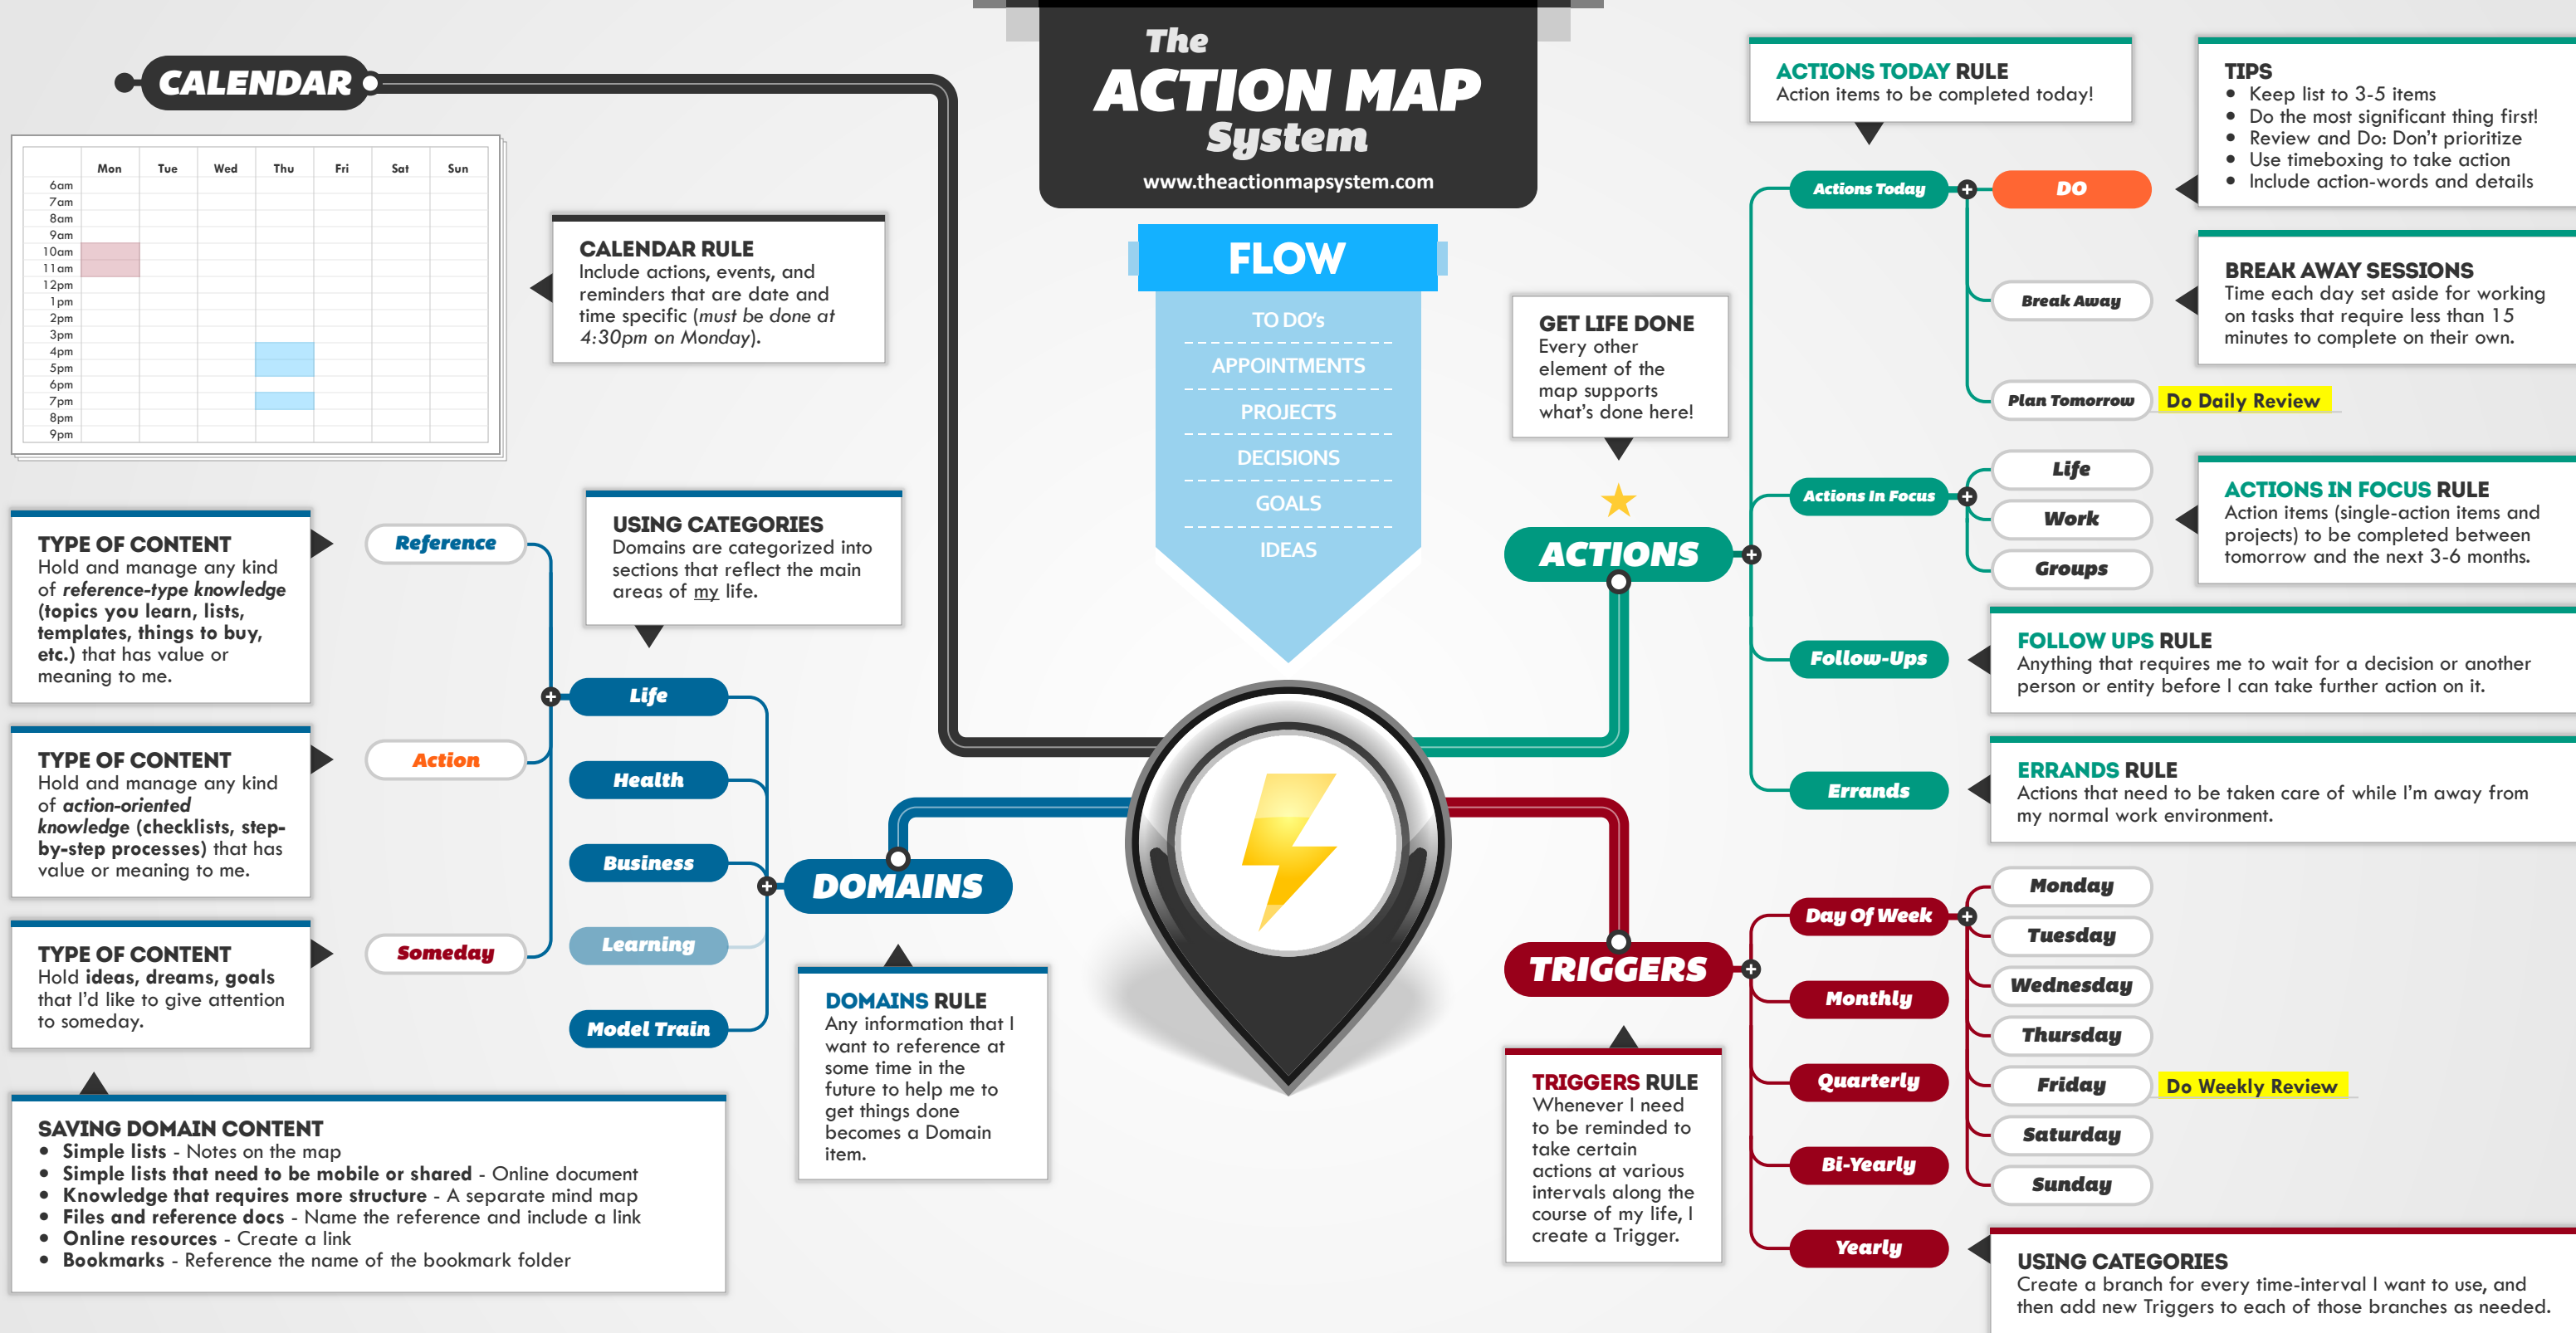 The
ACTION MAP
System
www.theactionmapsystem.com
FLOW
TO DO's
APPOINTMENTS
PROJECTS
DECISIONS
GOALS
IDEAS
CALENDAR
Mon Tue Wed Thu Fri Sat Sun
6am
7am
8am
9am
10am
11am
12pm
1pm
2pm
3pm
4pm
5pm
6pm
7pm
8pm
9pm
CALENDAR RULE
Include actions, events, and
reminders that are date and
time specific (must be done at
4:30pm on Monday).
TYPE OF CONTENT
Hold and manage any kind
of reference-type knowledge
(topics you learn, lists,
templates, things to buy,
etc.) that has value or
meaning to me.
Reference
USING CATEGORIES
Domains are categorized into
sections that reflect the main
areas of my life.
TYPE OF CONTENT
Hold and manage any kind
of action-oriented
knowledge (checklists, step-
by-step processes) that has
value or meaning to me.
Action
TYPE OF CONTENT
Hold ideas, dreams, goals
that I'd like to give attention
to someday.
Someday
Life
Health
Business
Learning
Model Train
DOMAINS
DOMAINS RULE
Any information that I
want to reference at
some time in the
future to help me to
get things done
becomes a Domain
item.
SAVING DOMAIN CONTENT
• Simple lists - Notes on the map
• Simple lists that need to be mobile or shared - Online document
• Knowledge that requires more structure - A separate mind map
• Files and reference docs - Name the reference and include a link
• Online resources - Create a link
• Bookmarks - Reference the name of the bookmark folder
GET LIFE DONE
Every other
element of the
map supports
what's done here!
ACTIONS
ACTIONS TODAY RULE
Action items to be completed today!
Actions Today
DO
TIPS
• Keep list to 3-5 items
• Do the most significant thing first!
• Review and Do: Don't prioritize
• Use timeboxing to take action
• Include action-words and details
Break Away
BREAK AWAY SESSIONS
Time each day set aside for working
on tasks that require less than 15
minutes to complete on their own.
Plan Tomorrow
Do Daily Review
Actions In Focus
Life
Work
Groups
ACTIONS IN FOCUS RULE
Action items (single-action items and
projects) to be completed between
tomorrow and the next 3-6 months.
Follow-Ups
FOLLOW UPS RULE
Anything that requires me to wait for a decision or another
person or entity before I can take further action on it.
Errands
ERRANDS RULE
Actions that need to be taken care of while I'm away from
my normal work environment.
TRIGGERS
TRIGGERS RULE
Whenever I need
to be reminded to
take certain
actions at various
intervals along the
course of my life, I
create a Trigger.
Day Of Week
Monthly
Quarterly
Bi-Yearly
Yearly
Monday
Tuesday
Wednesday
Thursday
Friday
Do Weekly Review
Saturday
Sunday
USING CATEGORIES
Create a branch for every time-interval I want to use, and
then add new Triggers to each of those branches as needed.